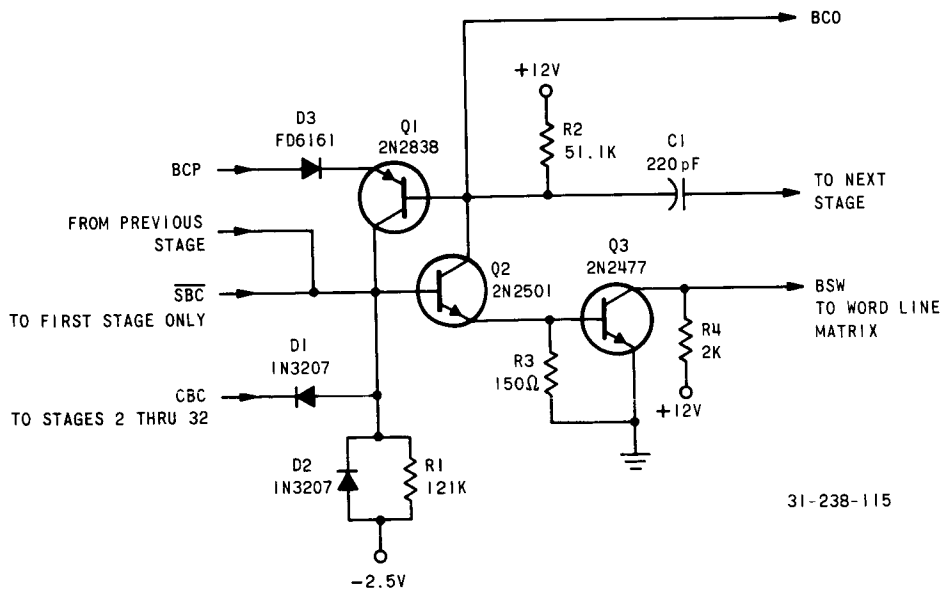 BCO
+12V
D3
FD6161
Q1
2N2838
R2
51.1K
C1
220pF
BCP
TO NEXT
STAGE
FROM PREVIOUS
STAGE
Q2
2N2501
Q3
2N2477
SBC
BSW
TO WORD LINE
MATRIX
TO FIRST STAGE ONLY
D1
1N3207
R3
150Ω
R4
2K
CBC
+12V
TO STAGES 2 THRU 32
D2
1N3207
R1
121K
31-238-115
-2.5V